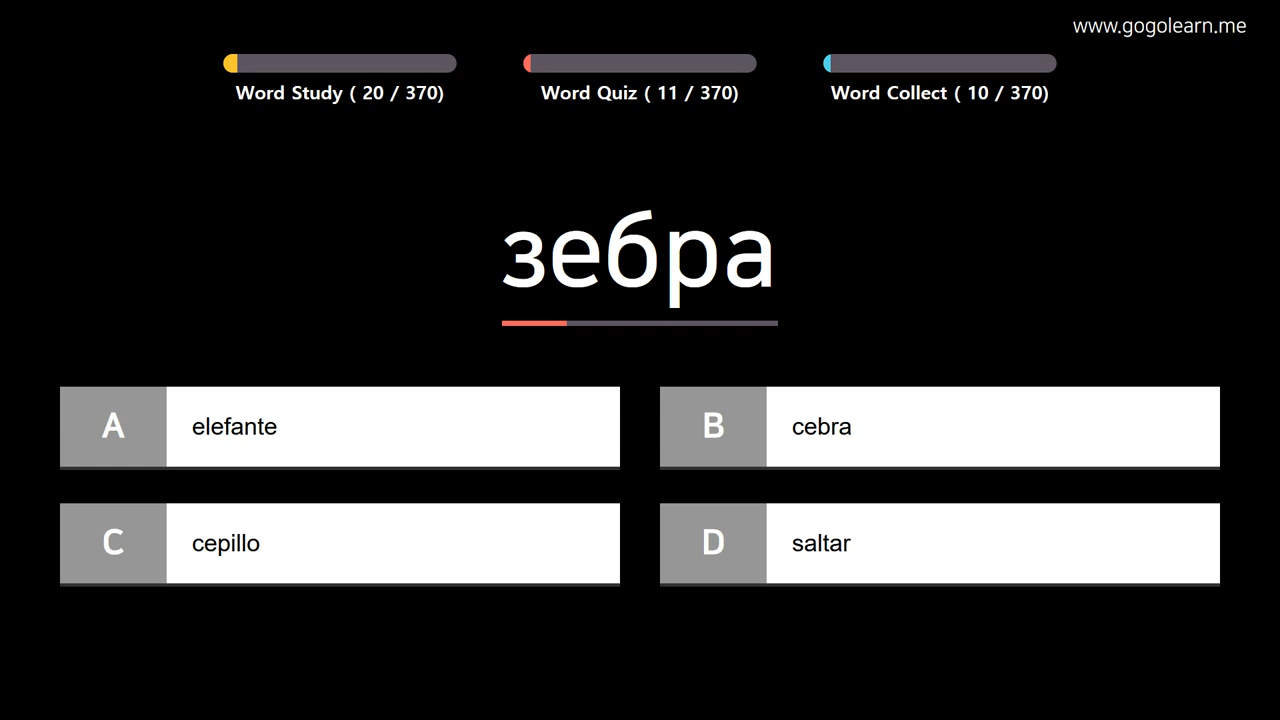 www.gogolearn.me
Word Study ( 20 / 370)
Word Quiz ( 11 / 370)
Word Collect ( 10 / 370)
зебра
A
elefante
B
cebra
C
cepillo
D
saltar